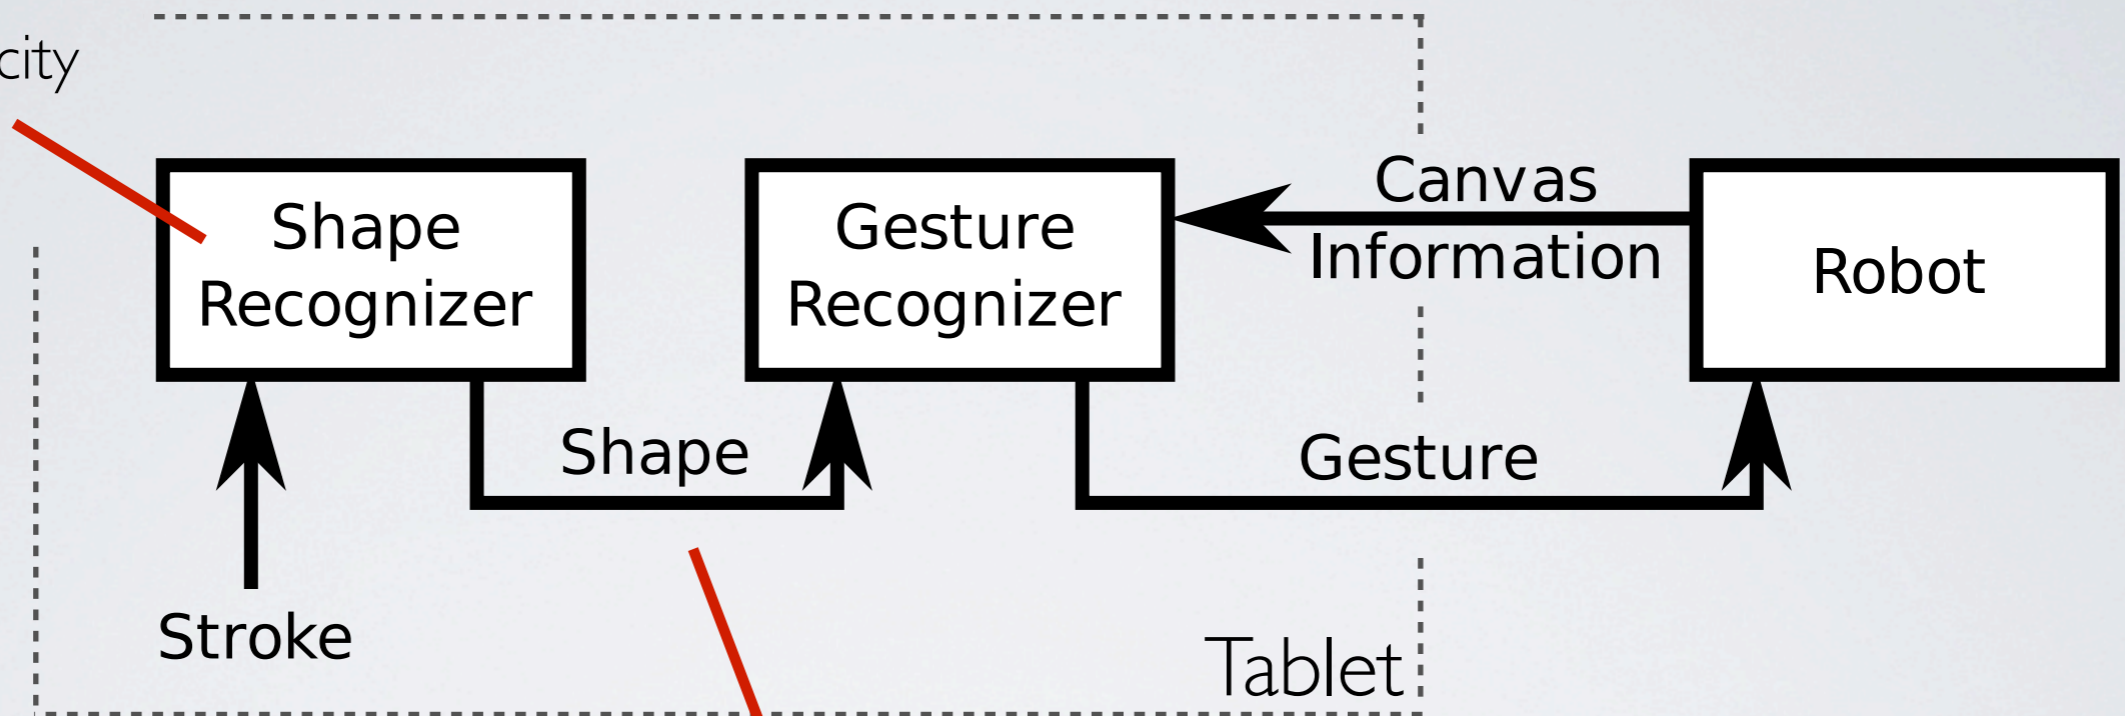 city
Shape
Recognizer
Gesture
Recognizer
Canvas
Information
Robot
Shape
Gesture
Stroke
Tablet